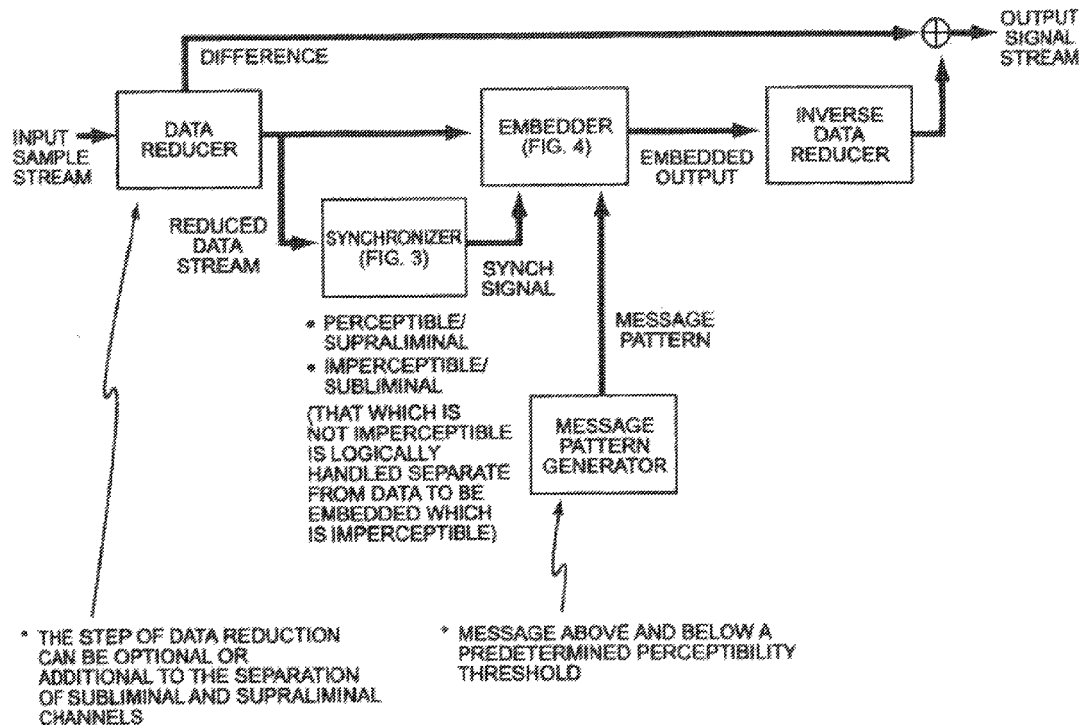 OUTPUT
SIGNAL
STREAM
DIFFERENCE
INPUT
SAMPLE
STREAM
DATA
REDUCER
EMBEDDER
(FIG. 4)
EMBEDDED
OUTPUT
INVERSE
DATA
REDUCER
REDUCED
DATA
STREAM
SYNCHRONIZER
(FIG. 3)
SYNCH
SIGNAL
• PERCEPTIBLE/
SUPRALIMINAL
• IMPERCEPTIBLE/
SUBLIMINAL
(THAT WHICH IS
NOT IMPERCEPTIBLE
IS LOGICALLY
HANDLED SEPARATE
FROM DATA TO BE
EMBEDDED WHICH
IS IMPERCEPTIBLE)
MESSAGE
PATTERN
MESSAGE
PATTERN
GENERATOR
* THE STEP OF DATA REDUCTION
CAN BE OPTIONAL OR
ADDITIONAL TO THE SEPARATION
OF SUBLIMINAL AND SUPRALIMINAL
CHANNELS
* MESSAGE ABOVE AND BELOW A
PREDETERMINED PERCEPTIBILITY
THRESHOLD